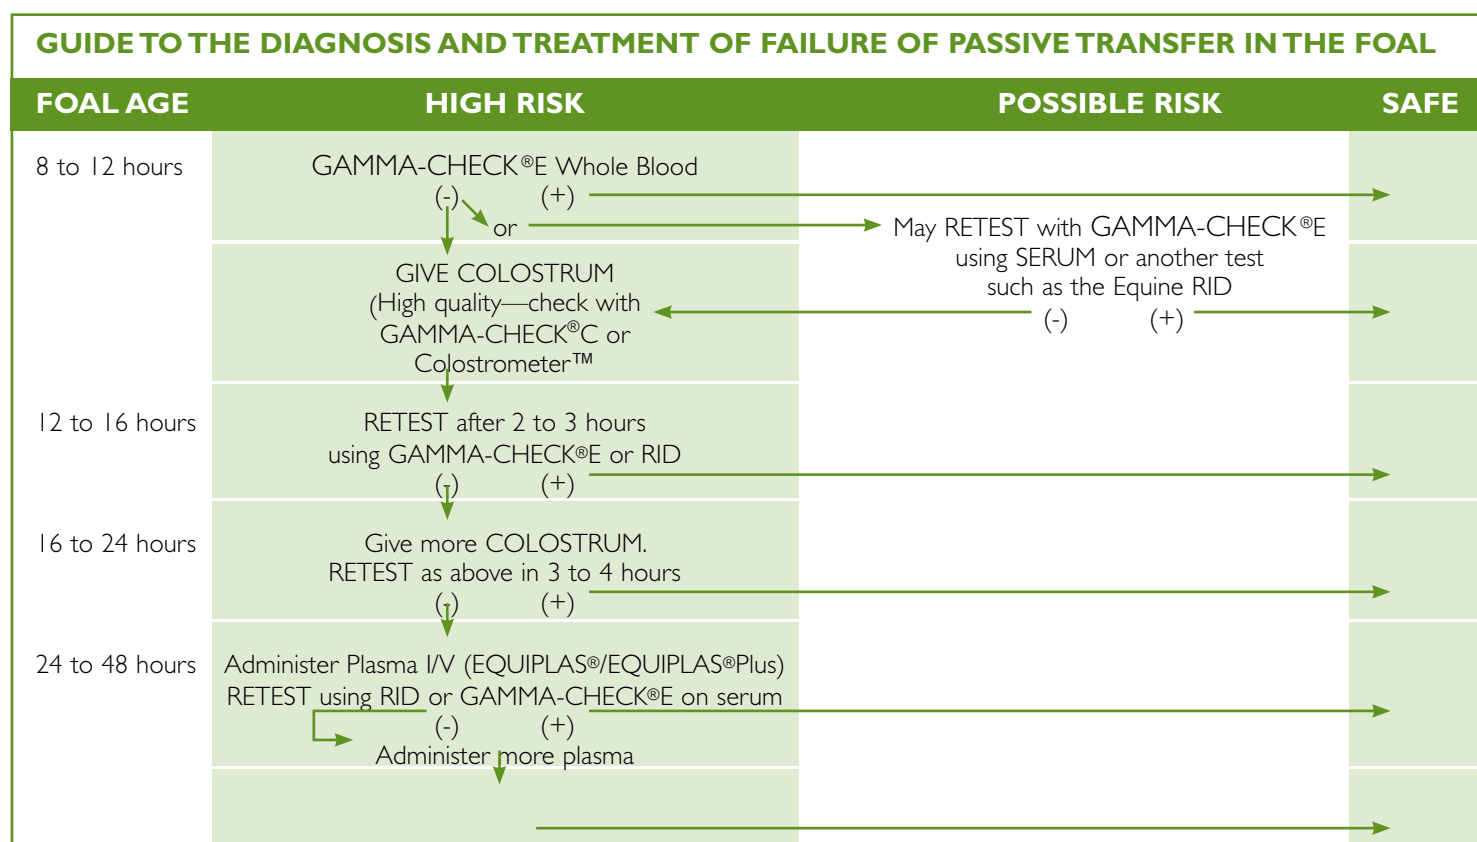 GUIDE TO THE DIAGNOSIS AND TREATMENT OF FAILURE OF PASSIVE TRANSFER IN THE FOAL
FOAL AGE HIGH RISK POSSIBLE RISK SAFE
8 to 12 hours
GAMMA-CHECK®E Whole Blood
(-) (+)
or
May RETEST with GAMMA-CHECK®E
using SERUM or another test
such as the Equine RID
(-) (+)
GIVE COLOSTRUM
(High quality—check with
GAMMA-CHECK®C or
Colostrometer™
12 to 16 hours
RETEST after 2 to 3 hours
using GAMMA-CHECK®E or RID
(-) (+)
16 to 24 hours
Give more COLOSTRUM.
RETEST as above in 3 to 4 hours
(-) (+)
24 to 48 hours
Administer Plasma I/V (EQUIPLAS®/EQUIPLAS®Plus)
RETEST using RID or GAMMA-CHECK®E on serum
(-) (+)
Administer more plasma